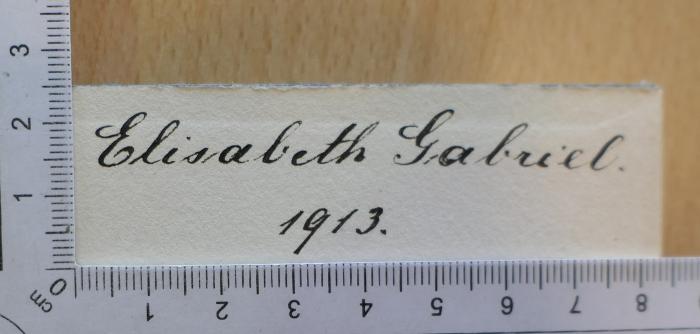 Elisabeth Gabriel.
1913.
3
2
1
0
cm
1 2 3 4 5 6 7 8